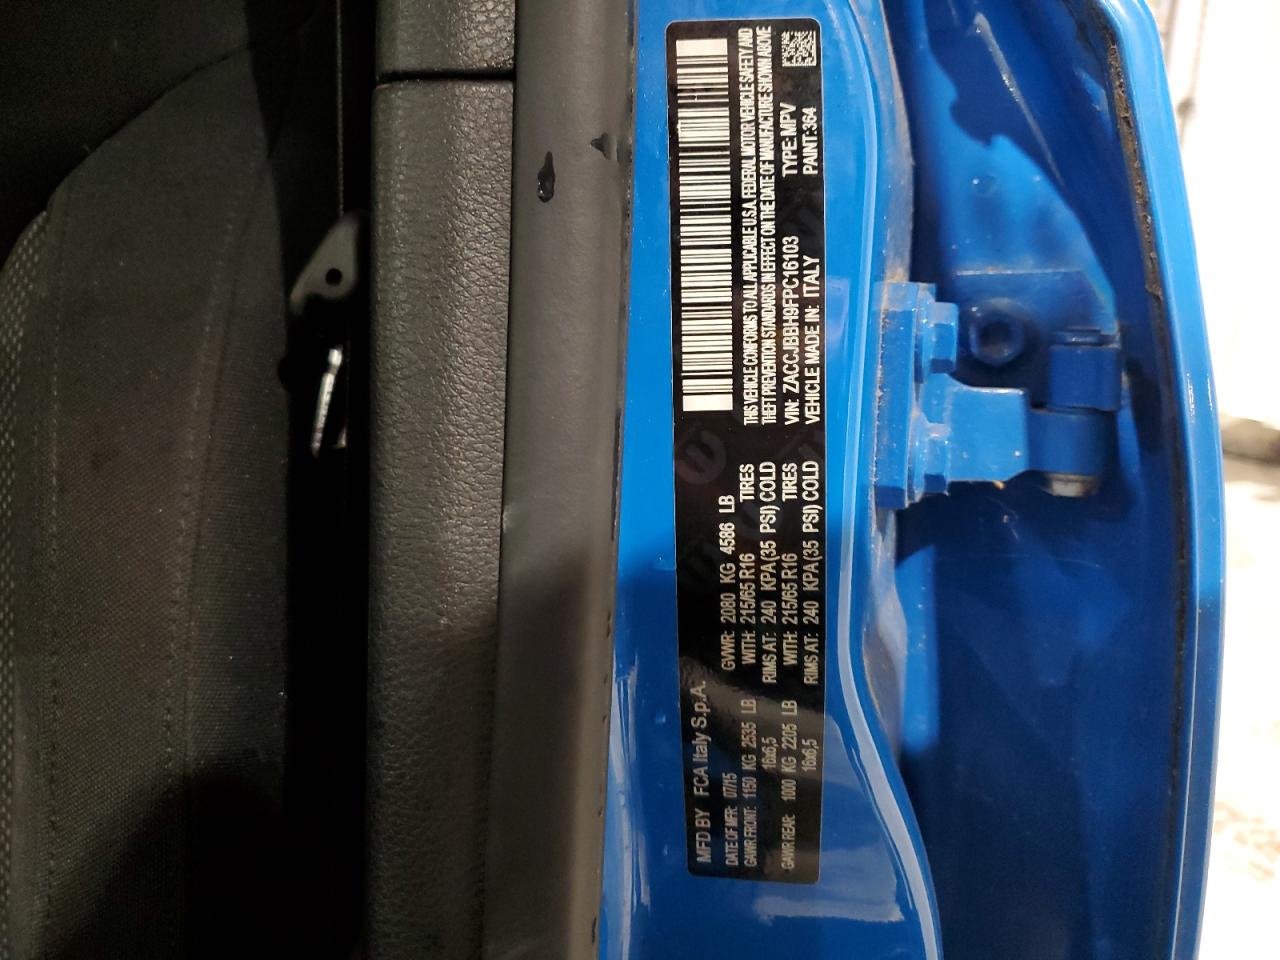 MFD BY FCA Italy S.p.A.
DATE OF MFR: 07/15 GVWR: 2080 KG 4586 LB
GAWR FRONT: 1150 KG 2535 LB WITH: 215/65 R16 TIRES
16x6,5 RIMS AT: 240 KPA(35 PSI) COLD
GAWR REAR: 1000 KG 2205 LB WITH: 215/65 R16 TIRES
16x6,5 RIMS AT: 240 KPA(35 PSI) COLD
THIS VEHICLE CONFORMS TO ALL APPLICABLE U.S.A. FEDERAL MOTOR VEHICLE SAFETY AND
THEFT PREVENTION STANDARDS IN EFFECT ON THE DATE OF MANUFACTURE SHOWN ABOVE
VIN: ZACCJBBH9FPC16103 TYPE: MPV
VEHICLE MADE IN: ITALY PAINT: 364